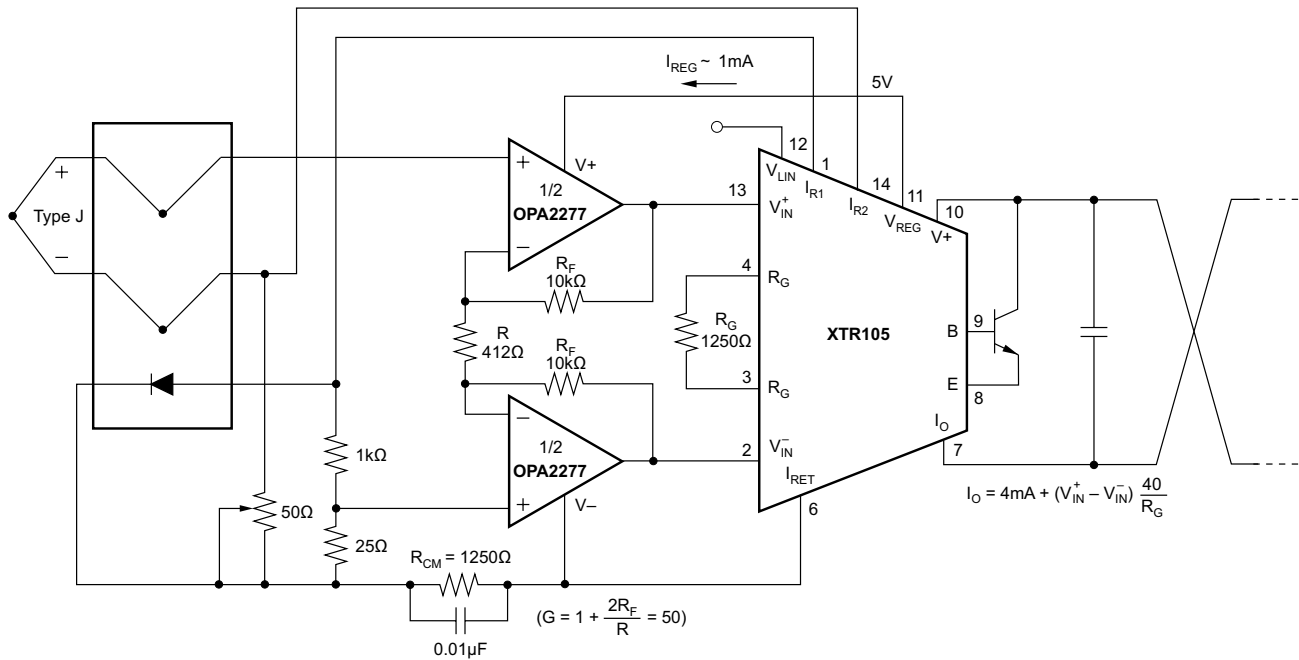 I_REG ~ 1mA
5V
+
Type J
–
+
V+
1/2
OPA2277
–
R_F
10kΩ
R
412Ω
R_F
10kΩ
–
1/2
OPA2277
+
V–
1kΩ
50Ω
25Ω
R_CM = 1250Ω
0.01µF
(G = 1 + 2R_F / R = 50)
12
V_LIN
1
I_R1
14
I_R2
11
V_REG
10
V+
13
V_IN^+
4
R_G
R_G
1250Ω
3
R_G
XTR105
B
9
E
8
I_O
7
2
V_IN^–
I_RET
6
I_O = 4mA + (V_IN^+ – V_IN^–) 40 / R_G